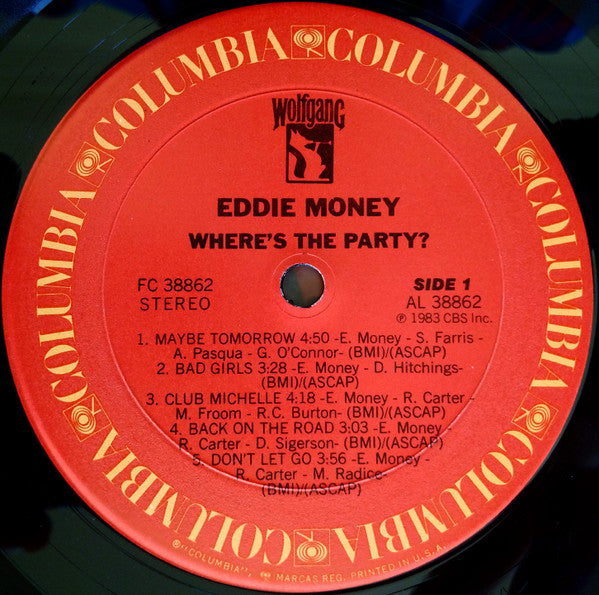 COLUMBIA COLUMBIA COLUMBIA COLUMBIA COLUMBIA COLUMBIA
Wolfgang
EDDIE MONEY
WHERE'S THE PARTY?
FC 38862 SIDE 1
STEREO AL 38862
℗ 1983 CBS Inc.
1. MAYBE TOMORROW 4:50 -E. Money - S. Farris -
A. Pasqua - G. O'Connor- (BMI)/(ASCAP)
2. BAD GIRLS 3:28 -E. Money - D. Hitchings-
(BMI)/(ASCAP)
3. CLUB MICHELLE 4:18 -E. Money - R. Carter -
M. Froom - R.C. Burton- (BMI)/(ASCAP)
4. BACK ON THE ROAD 3:03 -E. Money -
R. Carter - D. Sigerson- (BMI)/(ASCAP)
5. DON'T LET GO 3:56 -E. Money -
R. Carter - M. Radice-
(BMI)/(ASCAP)
®"COLUMBIA", MARCAS REG. PRINTED IN U.S.A.